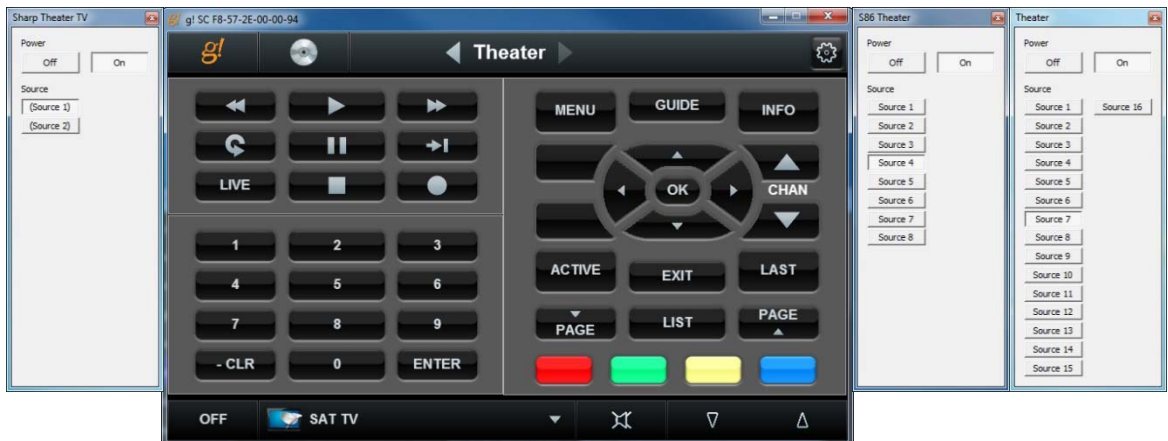 Sharp Theater TV
Power
Off On
Source
(Source 1)
(Source 2)
g! g! SC F8-57-2E-00-00-94
g! Theater
LIVE
1 2 3
4 5 6
7 8 9
- CLR 0 ENTER
MENU GUIDE INFO
OK CHAN
ACTIVE EXIT LAST
PAGE LIST PAGE
OFF SAT TV
S86 Theater
Power
Off On
Source
Source 1
Source 2
Source 3
Source 4
Source 5
Source 6
Source 7
Source 8
Theater
Power
Off On
Source
Source 1 Source 16
Source 2
Source 3
Source 4
Source 5
Source 6
Source 7
Source 8
Source 9
Source 10
Source 11
Source 12
Source 13
Source 14
Source 15